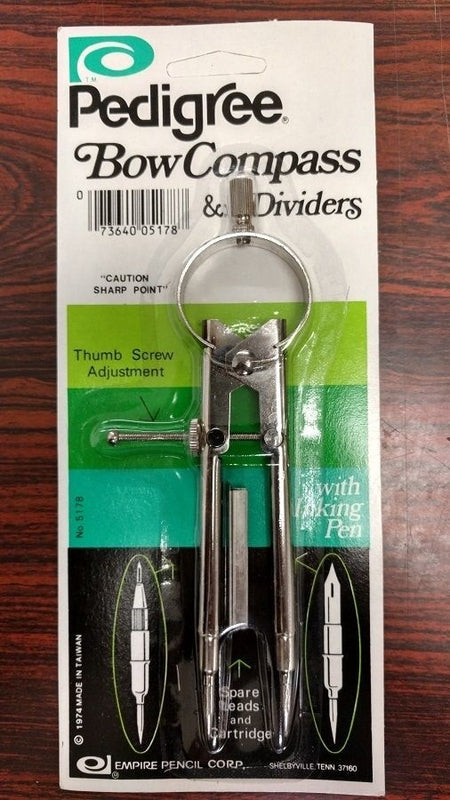 T.M.
Pedigree®
Bow Compass
& Dividers
0
73640 05178
"CAUTION
SHARP POINT"
Thumb Screw
Adjustment
with
Inking
Pen
No. 5178
© 1974 MADE IN TAIWAN
Spare
Leads
and
Cartridge
EMPIRE PENCIL CORP. SHELBYVILLE, TENN. 37160